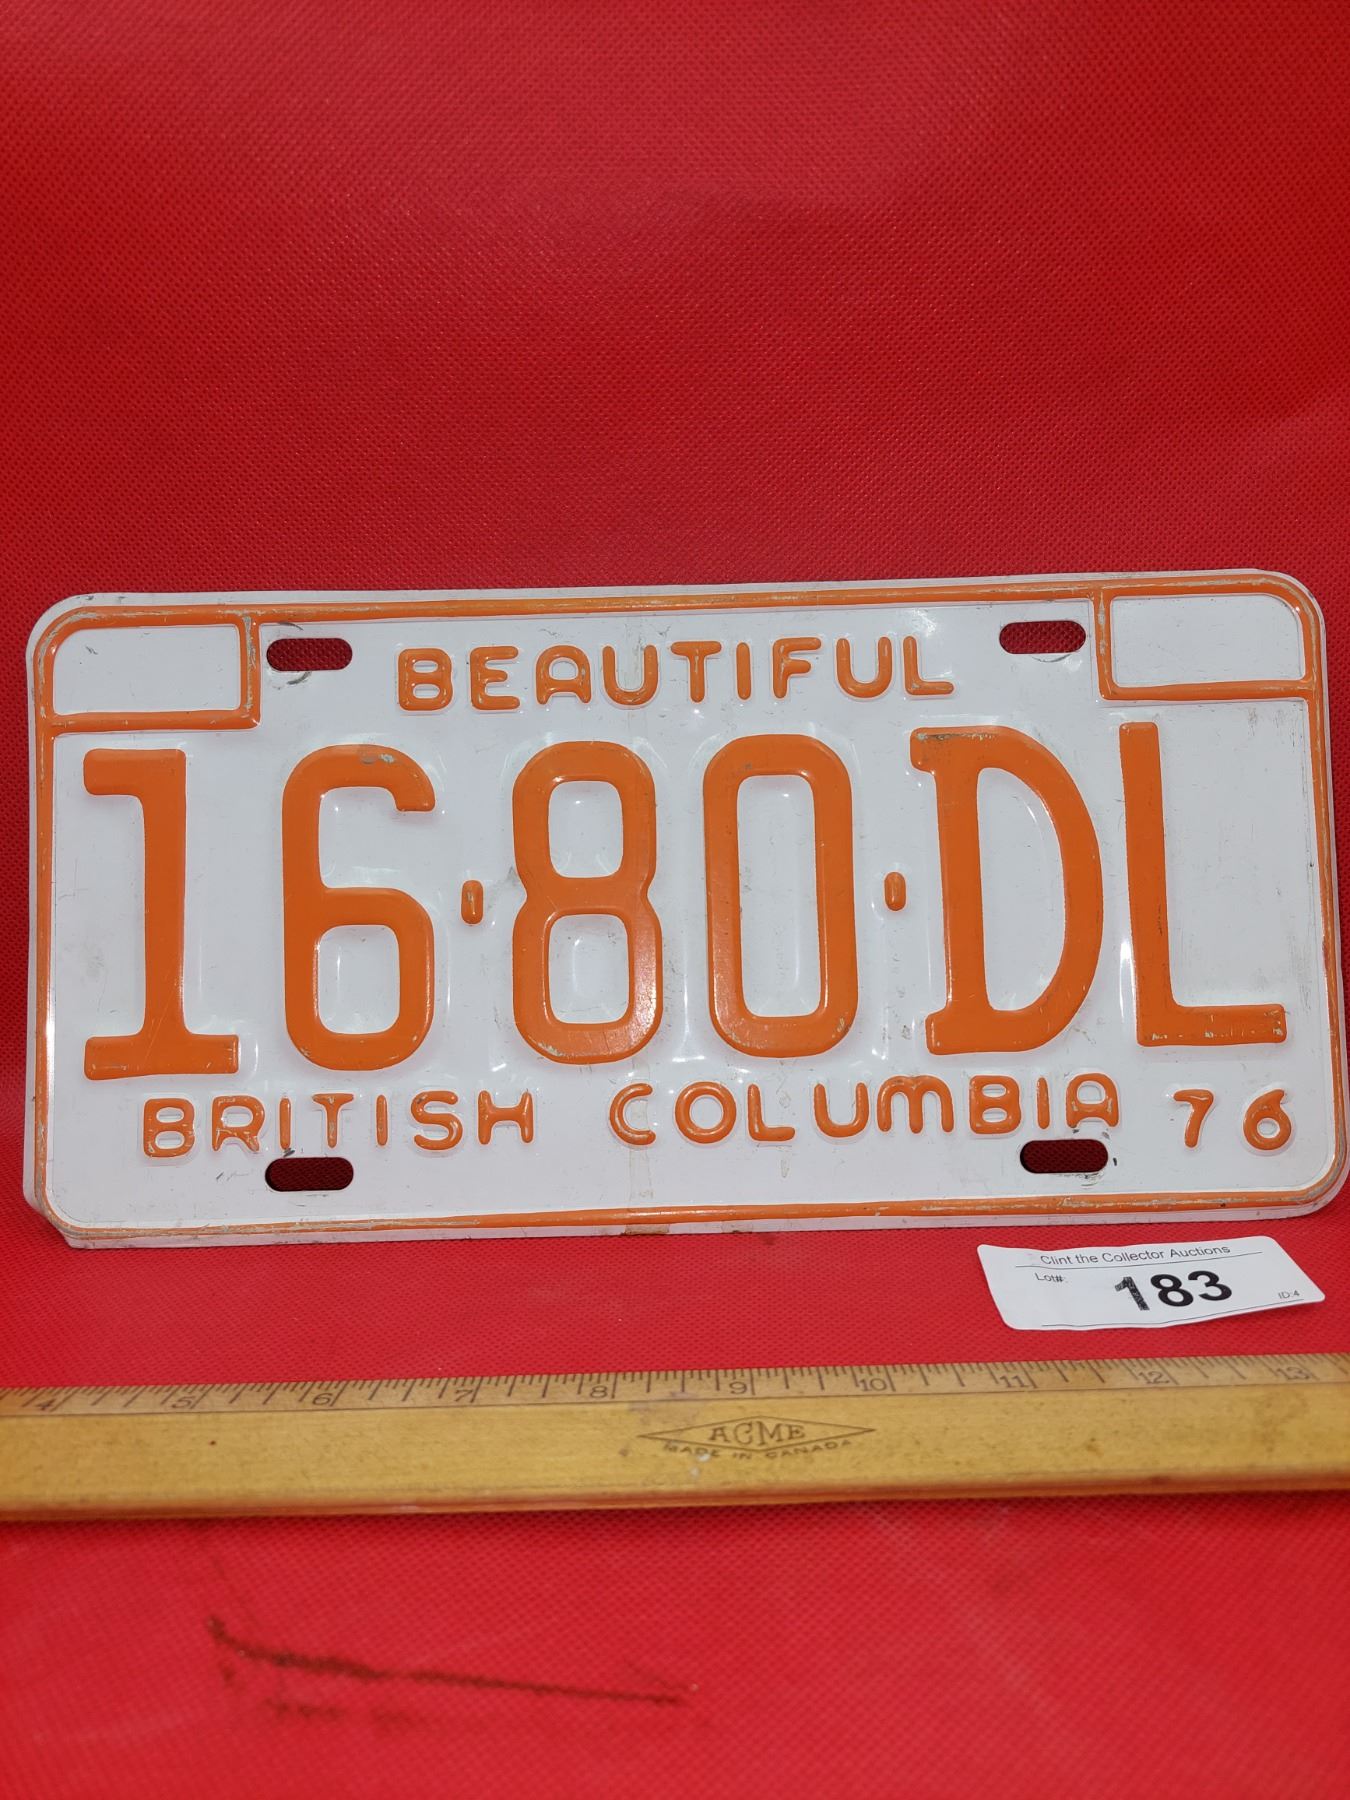 BEAUTIFUL
16·80·DL
BRITISH COLUMBIA 76
Clint the Collector Auctions
Lot#: 183 ID:4
4 5 6 7 8 9 10 11 12 13
ACME
MADE IN CANADA